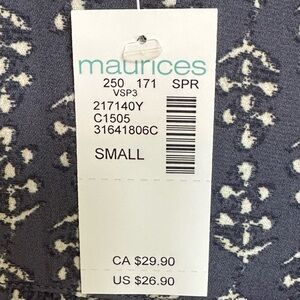 maurices
250 171 SPR
VSP3
217140Y
C1505
31641806C
SMALL
CA $29.90
US $26.90